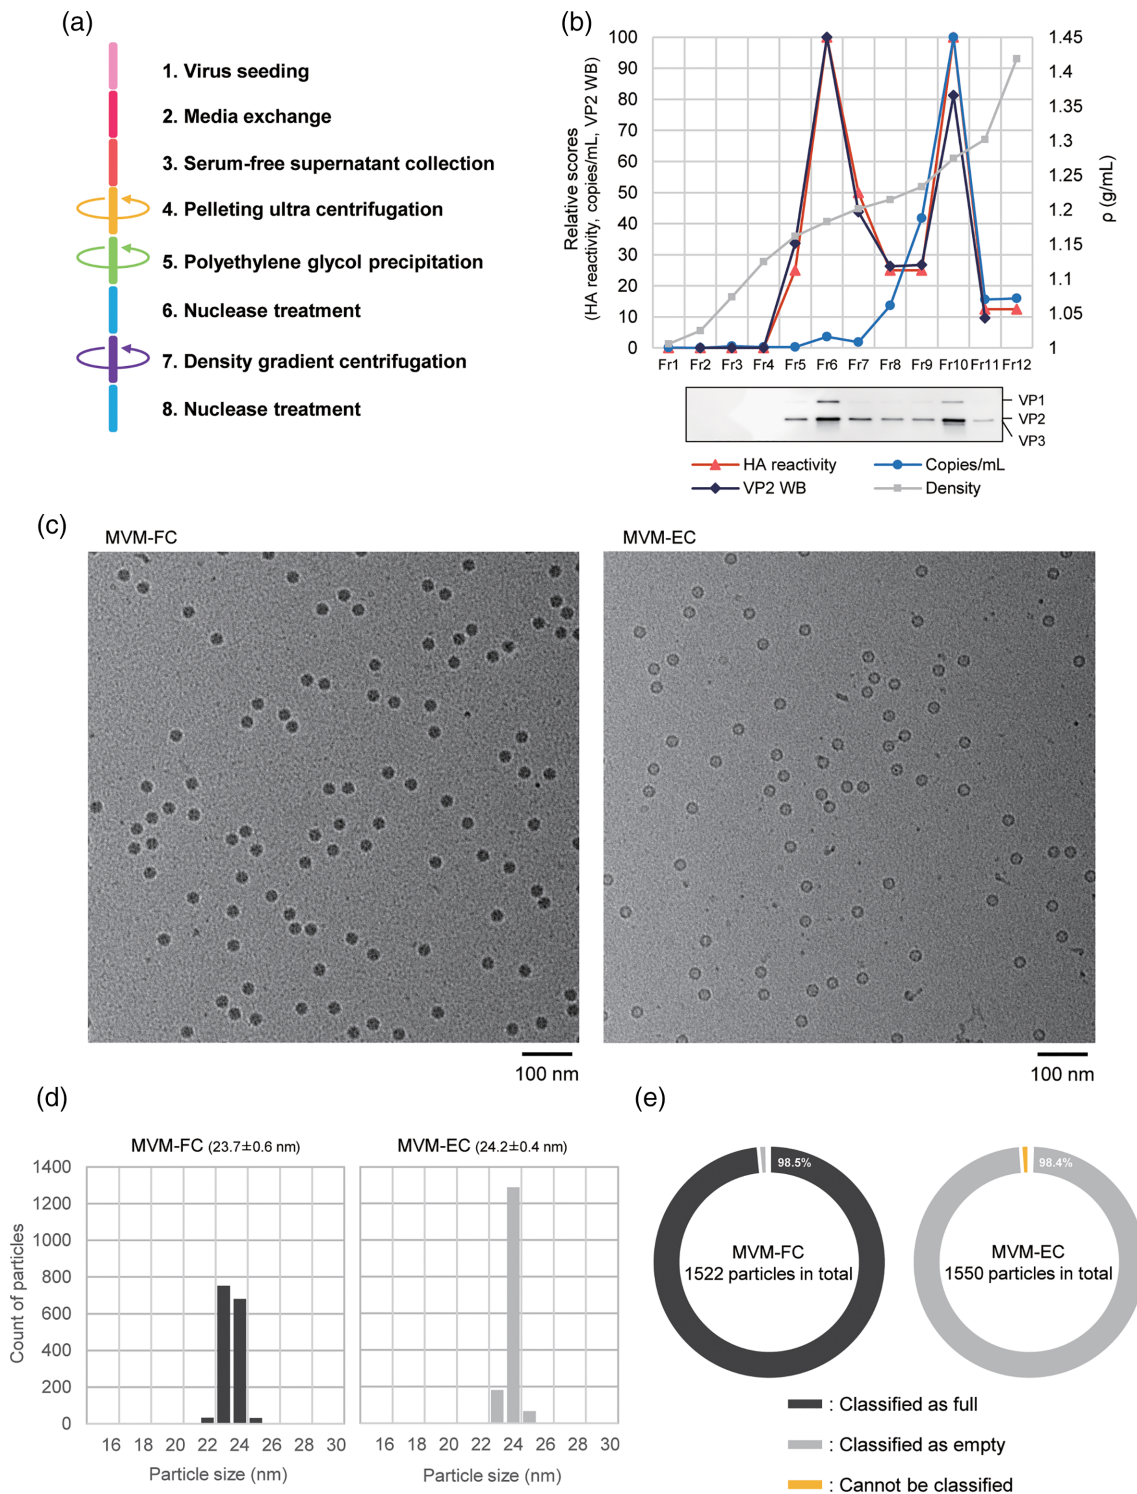 (a)
1. Virus seeding
2. Media exchange
3. Serum-free supernatant collection
4. Pelleting ultra centrifugation
5. Polyethylene glycol precipitation
6. Nuclease treatment
7. Density gradient centrifugation
8. Nuclease treatment
(b)
Relative scores
(HA reactivity, copies/mL, VP2 WB)
100
90
80
70
60
50
40
30
20
10
0
1.45
1.4
1.35
1.3
1.25
1.2
1.15
1.1
1.05
1
ρ (g/mL)
Fr1 Fr2 Fr3 Fr4 Fr5 Fr6 Fr7 Fr8 Fr9 Fr10 Fr11 Fr12
VP1
VP2
VP3
HA reactivity Copies/mL
VP2 WB Density
(c)
MVM-FC
100 nm
MVM-EC
100 nm
(d)
MVM-FC (23.7±0.6 nm)
MVM-EC (24.2±0.4 nm)
Count of particles
1400
1200
1000
800
600
400
200
0
16 18 20 22 24 26 28 30
Particle size (nm)
16 18 20 22 24 26 28 30
Particle size (nm)
(e)
98.5%
MVM-FC
1522 particles in total
98.4%
MVM-EC
1550 particles in total
: Classified as full
: Classified as empty
: Cannot be classified